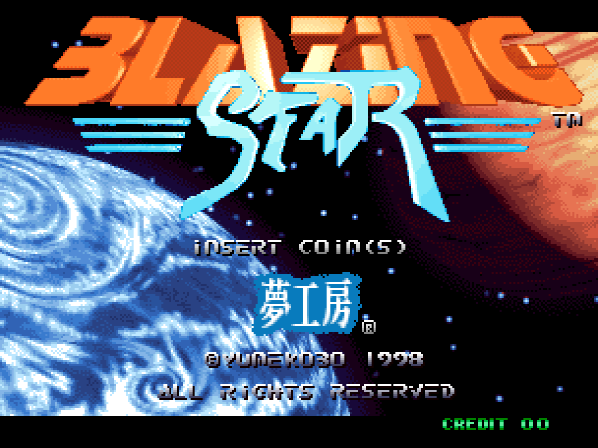 BLAZING
STAR
TM
INSERT COIN(S)
夢工房
®
©YUMEKOBO 1998
ALL RIGHTS RESERVED
CREDIT 00